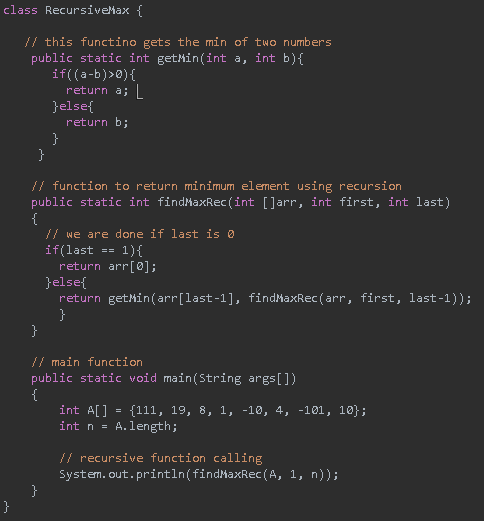 class RecursiveMax {
// this functino gets the min of two numbers
public static int getMin(int a, int b){
if((a-b)>0){
return a;
}else{
return b;
}
}
// function to return minimum element using recursion
public static int findMaxRec(int []arr, int first, int last)
{
// we are done if last is 0
if(last == 1){
return arr[0];
}else{
return getMin(arr[last-1], findMaxRec(arr, first, last-1));
}
}
// main function
public static void main(String args[])
{
int A[] = {111, 19, 8, 1, -10, 4, -101, 10};
int n = A.length;
// recursive function calling
System.out.println(findMaxRec(A, 1, n));
}
}